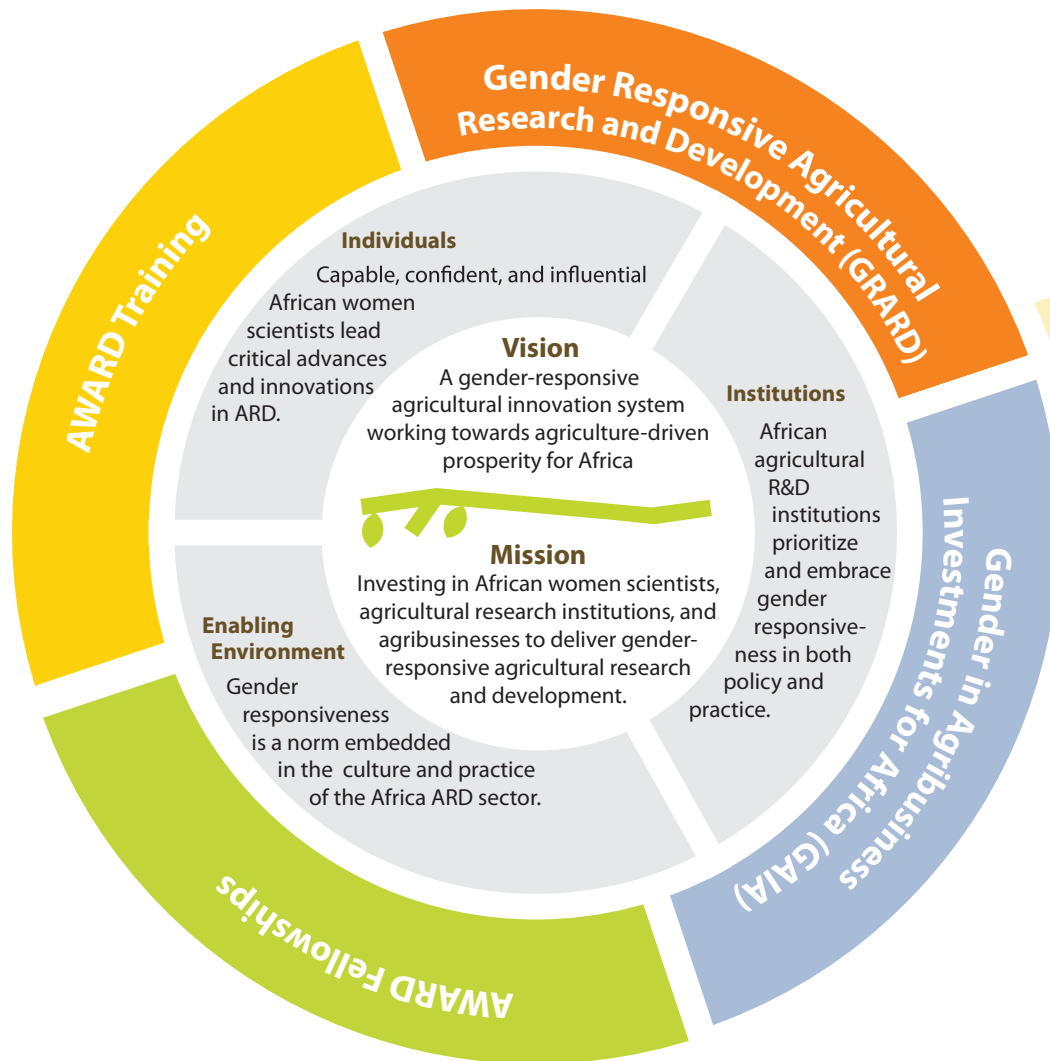 Gender Responsive Agricultural
Research and Development (GRARD)
AWARD Training
Individuals
Capable, confident, and influential
African women
scientists lead
critical advances
and innovations
in ARD.
Vision
A gender-responsive
agricultural innovation system
working towards agriculture-driven
prosperity for Africa
Institutions
African
agricultural
R&D
institutions
prioritize
and embrace
gender
responsive-
ness in both
policy and
practice.
Mission
Investing in African women scientists,
agricultural research institutions, and
agribusinesses to deliver gender-
responsive agricultural research
and development.
Enabling
Environment
Gender
responsiveness
is a norm embedded
in the culture and practice
of the Africa ARD sector.
Gender in Agribusiness
Investments for Africa (GAIA)
AWARD Fellowships